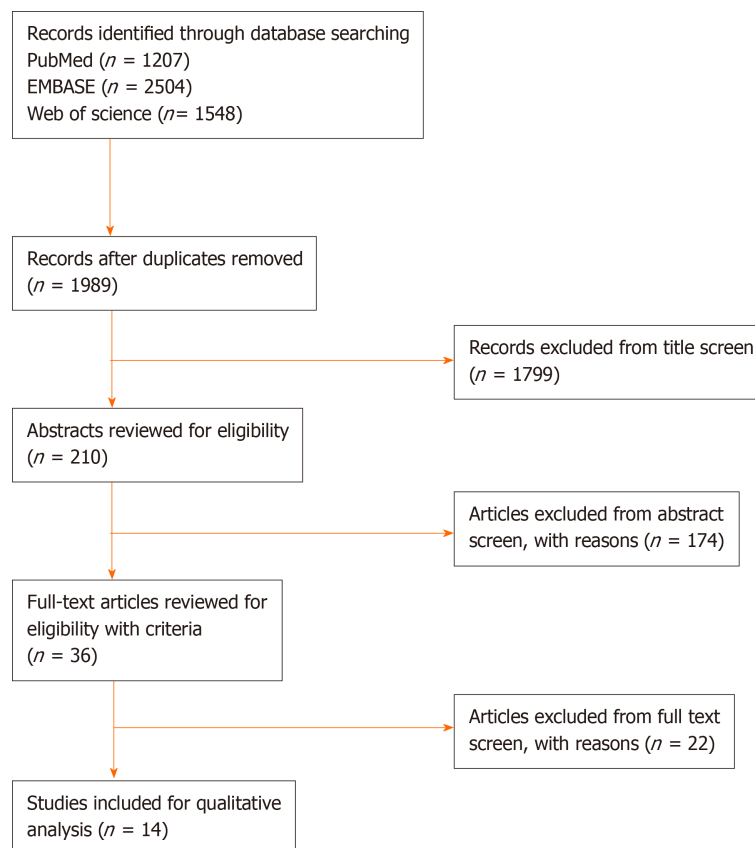 Records identified through database searching
PubMed (n = 1207)
EMBASE (n = 2504)
Web of science (n= 1548)
Records after duplicates removed
(n = 1989)
Records excluded from title screen
(n = 1799)
Abstracts reviewed for eligibility
(n = 210)
Articles excluded from abstract
screen, with reasons (n = 174)
Full-text articles reviewed for
eligibility with criteria
(n = 36)
Articles excluded from full text
screen, with reasons (n = 22)
Studies included for qualitative
analysis (n = 14)